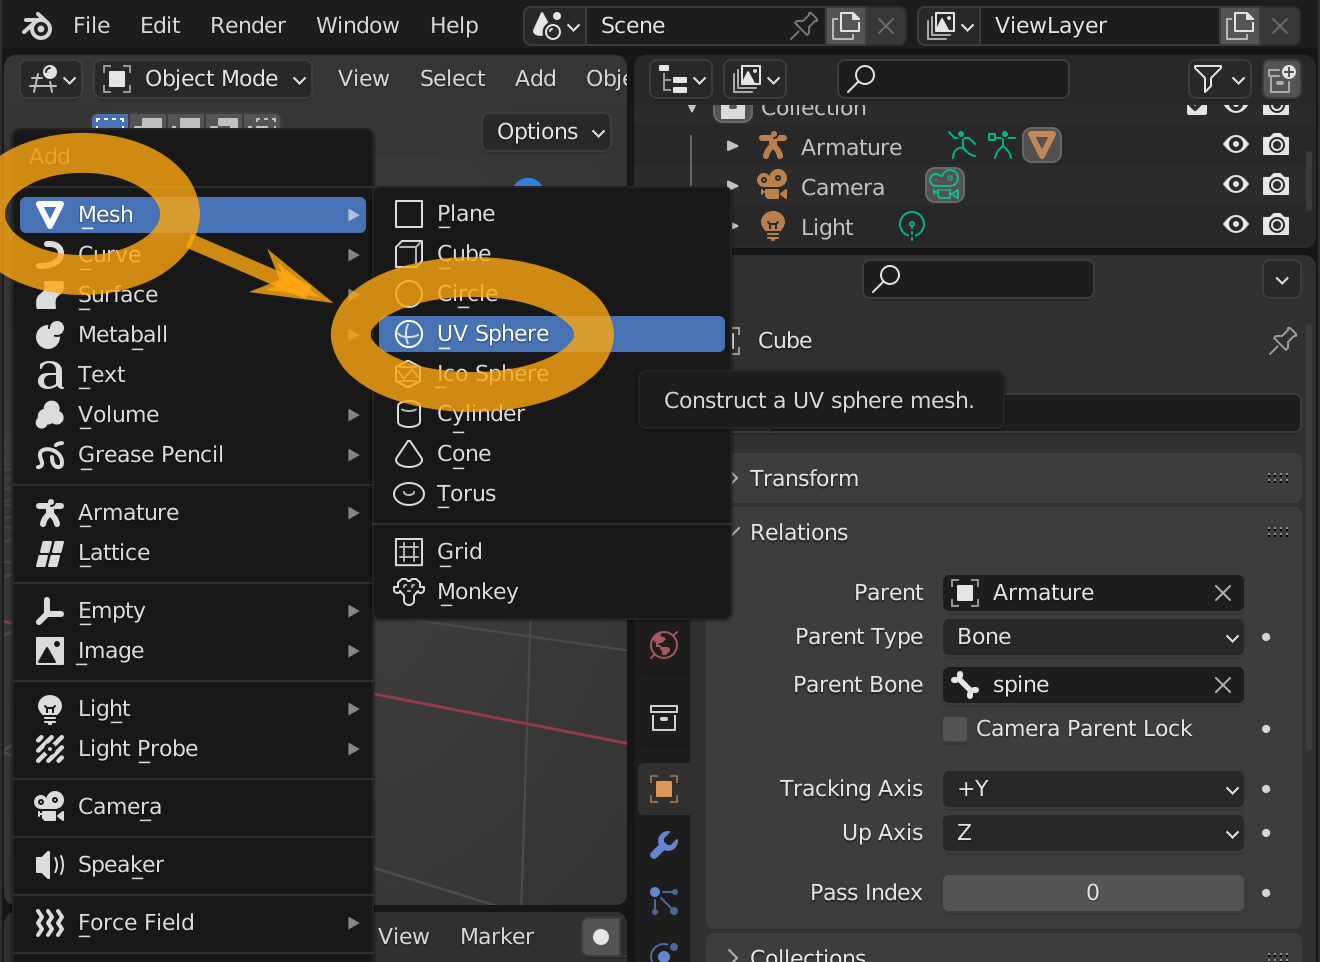 File Edit Render Window Help Scene ViewLayer
Object Mode View Select Add Obje
Options
Collection
Armature
Camera
Light
Add
Mesh
Curve
Surface
Metaball
Text
Volume
Grease Pencil
Armature
Lattice
Empty
Image
Light
Light Probe
Camera
Speaker
Force Field
Plane
Cube
Circle
UV Sphere
Ico Sphere
Cylinder
Cone
Torus
Grid
Monkey
Construct a UV sphere mesh.
Cube
Transform
Relations
Parent Armature
Parent Type Bone
Parent Bone spine
Camera Parent Lock
Tracking Axis +Y
Up Axis Z
Pass Index 0
Collections
View Marker